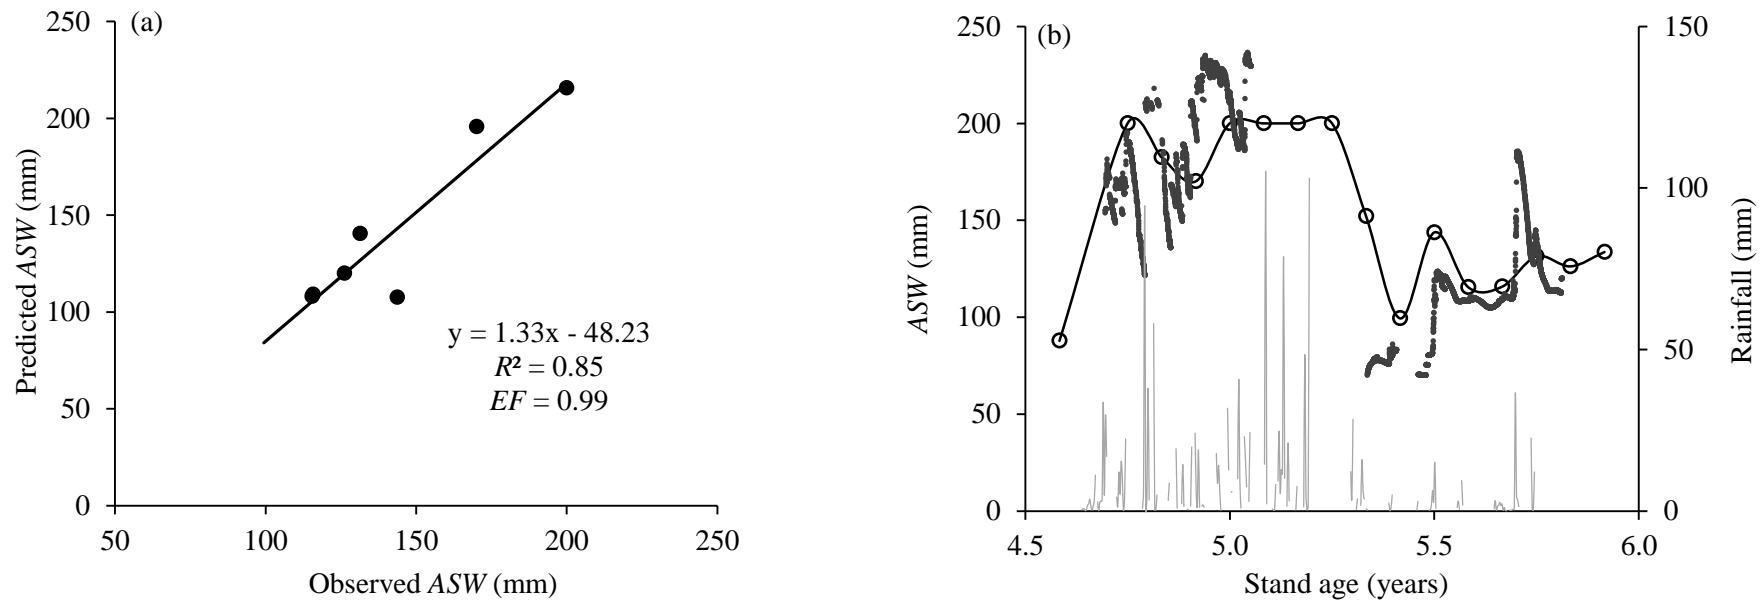 (a)
250
200
150
100
50
0
50
100
150
200
250
Predicted ASW (mm)
Observed ASW (mm)
y = 1.33x - 48.23
R² = 0.85
EF = 0.99
(b)
250
200
150
100
50
0
150
100
50
0
4.5
5.0
5.5
6.0
ASW (mm)
Rainfall (mm)
Stand age (years)